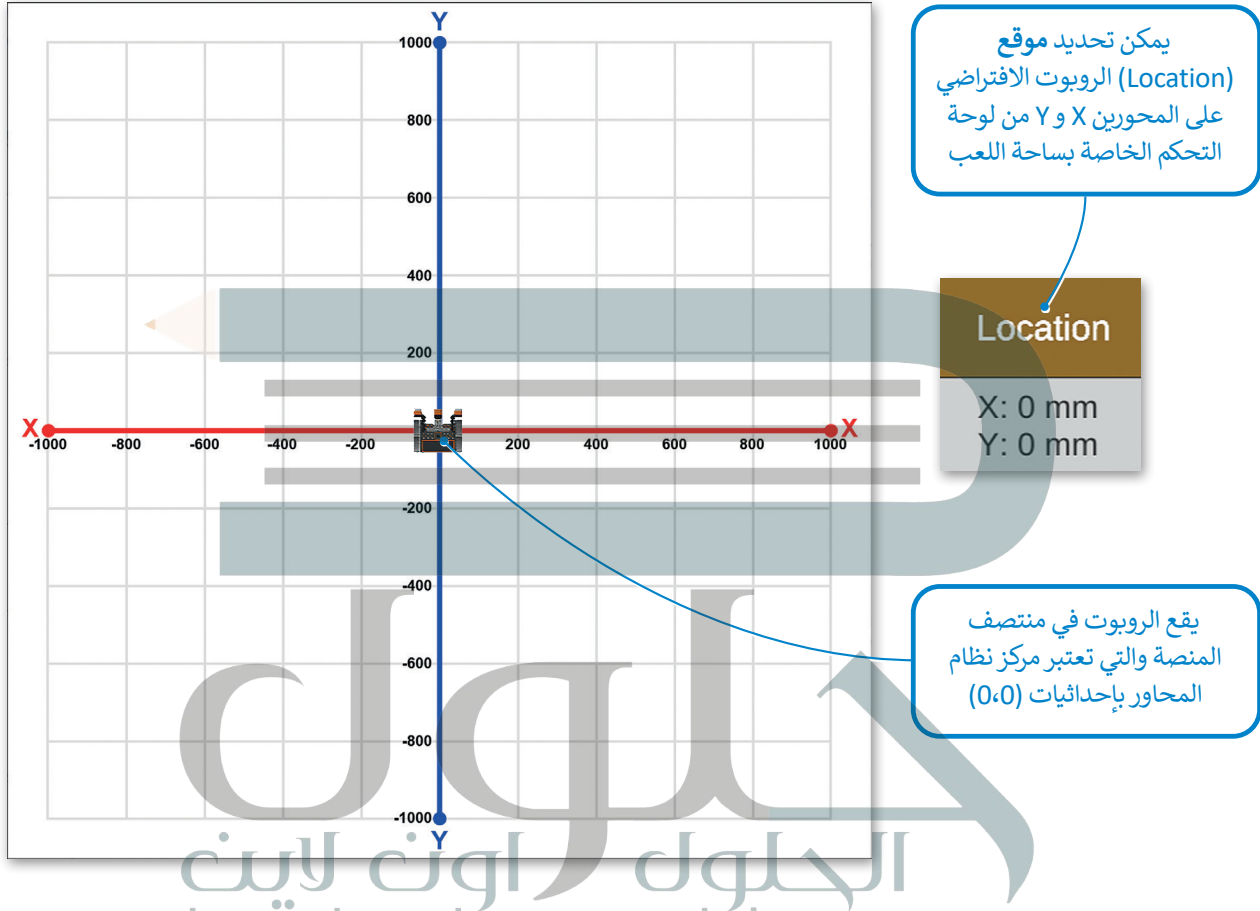 يمكن تحديد موقع
(Location) الروبوت الافتراضي
على المحورين X و Y من لوحة
التحكم الخاصة بساحة اللعب
Y
1000
800
600
400
200
X
-1000 -800 -600 -400 -200 200 400 600 800 1000
X
-200
-400
-600
-800
-1000
Y
Location
X: 0 mm
Y: 0 mm
يقع الروبوت في منتصف
المنصة والتي تعتبر مركز نظام
المحاور بإحداثيات (0،0)
حلول
الحلول اون لاين